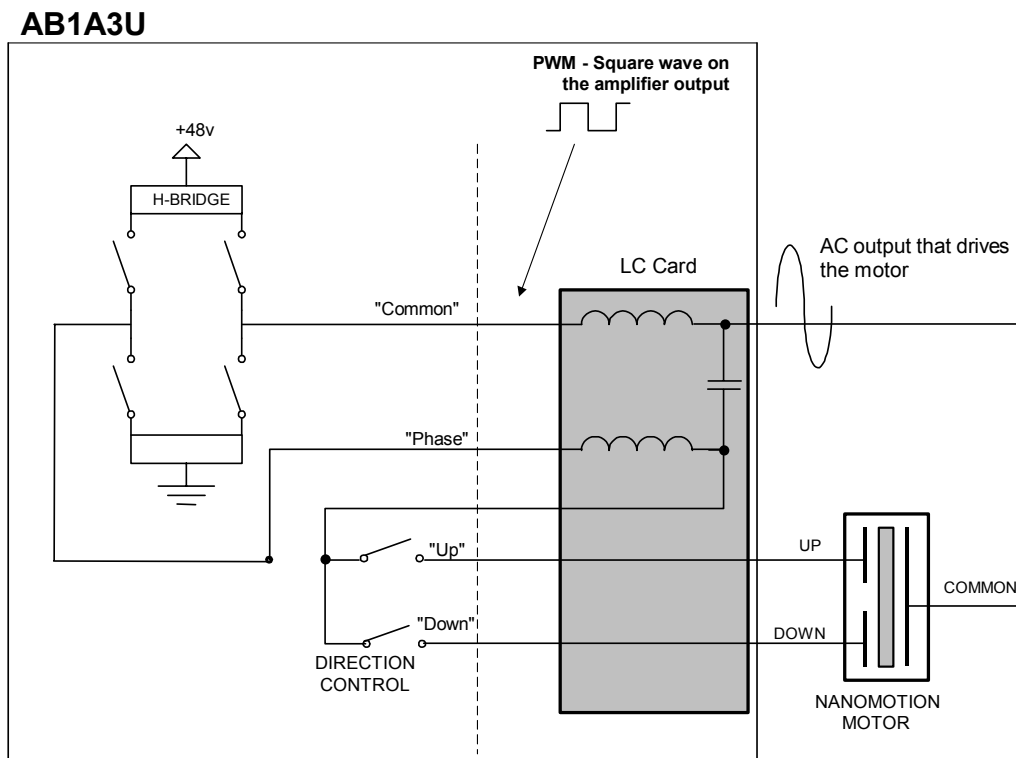 AB1A3U
PWM - Square wave on
the amplifier output
+48v
H-BRIDGE
LC Card
AC output that drives
the motor
"Common"
"Phase"
"Up"
UP
COMMON
"Down"
DOWN
DIRECTION
CONTROL
NANOMOTION
MOTOR